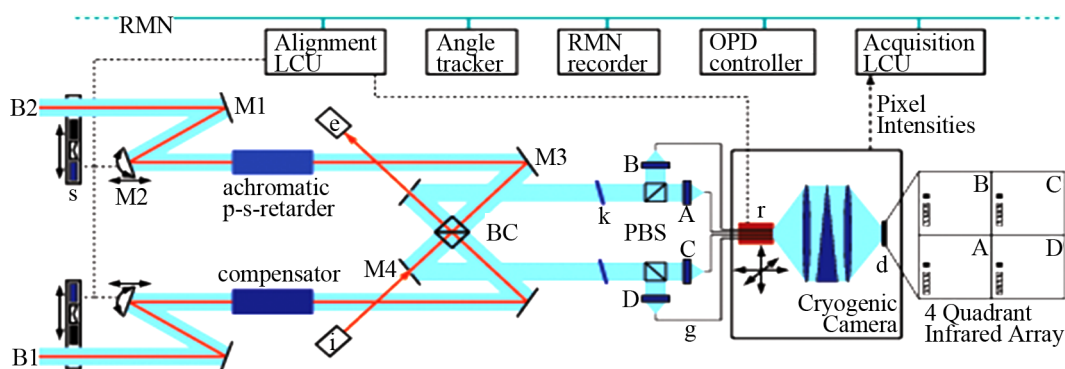 RMN
Alignment
LCU
Angle
tracker
RMN
recorder
OPD
controller
Acquisition
LCU
B2
M1
Pixel
Intensities
e
M3
B
s
M2
achromatic
p-s-retarder
k
A
r
B
C
BC
PBS
M4
C
A
D
compensator
d
D
Cryogenic
Camera
4 Quadrant
Infrared Array
i
g
B1